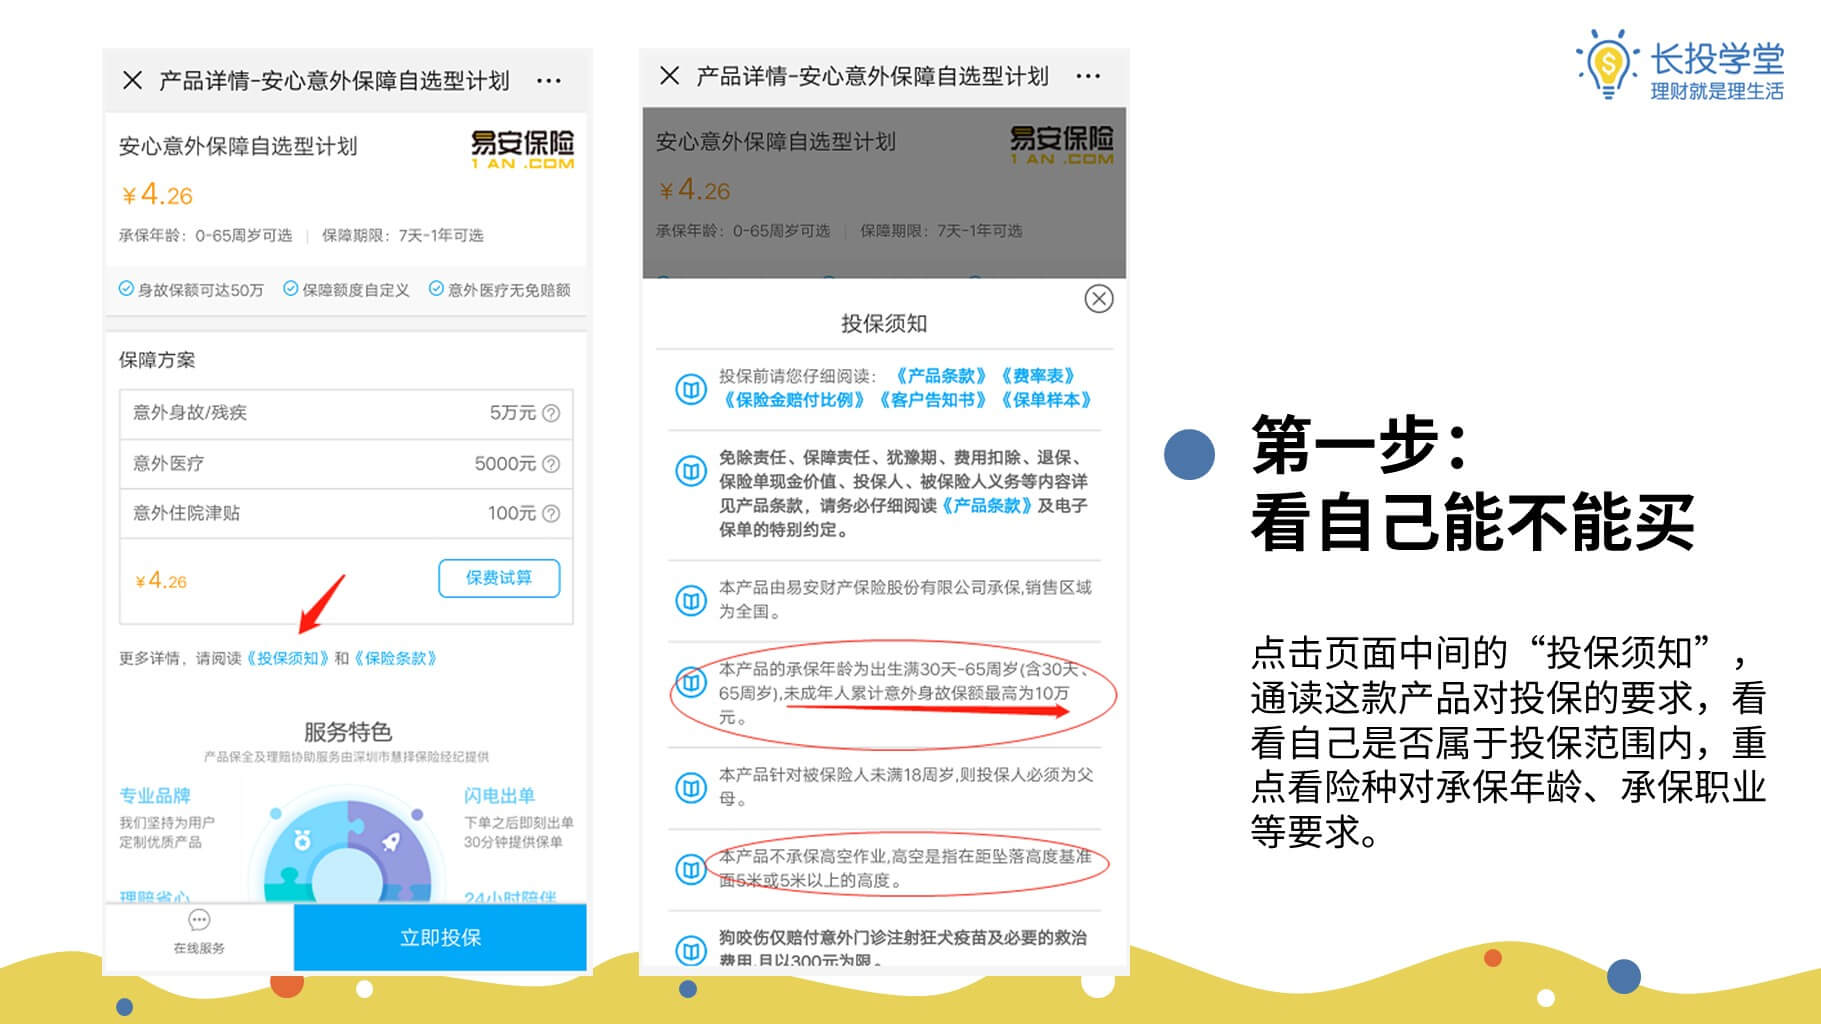 产品详情-安心意外保障自选型计划
安心意外保障自选型计划
易安保险
1AN.COM
¥4.26
承保年龄：0-65周岁可选 | 保障期限：7天-1年可选
身故保额可达50万 保障额度自定义 意外医疗无免赔额
保障方案
意外身故/残疾 5万元
意外医疗 5000元
意外住院津贴 100元
¥4.26 保费试算
更多详情，请阅读《投保须知》和《保险条款》
服务特色
产品保全及理赔协助服务由深圳市慧择保险经纪提供
专业品牌
我们坚持为用户
定制优质产品
闪电出单
下单之后即刻出单
30分钟提供保单
理赔省心
24小时陪伴
在线服务
立即投保
产品详情-安心意外保障自选型计划
安心意外保障自选型计划
易安保险
1AN.COM
¥4.26
承保年龄：0-65周岁可选 | 保障期限：7天-1年可选
投保须知
投保前请您仔细阅读：《产品条款》《费率表》
《保险金赔付比例》《客户告知书》《保单样本》
免除责任、保障责任、犹豫期、费用扣除、退保、
保险单现金价值、投保人、被保险人义务等内容详
见产品条款，请务必仔细阅读《产品条款》及电子
保单的特别约定。
本产品由易安财产保险股份有限公司承保,销售区域
为全国。
本产品的承保年龄为出生满30天-65周岁(含30天、
65周岁),未成年人累计意外身故保额最高为10万
元。
本产品针对被保险人未满18周岁,则投保人必须为父
母。
本产品不承保高空作业,高空是指在距坠落高度基准
面5米或5米以上的高度。
狗咬伤仅赔付意外门诊注射狂犬疫苗及必要的救治
费用,且以300元为限。
长投学堂
理财就是理生活
第一步：
看自己能不能买
点击页面中间的“投保须知”，
通读这款产品对投保的要求，看
看自己是否属于投保范围内，重
点看险种对承保年龄、承保职业
等要求。